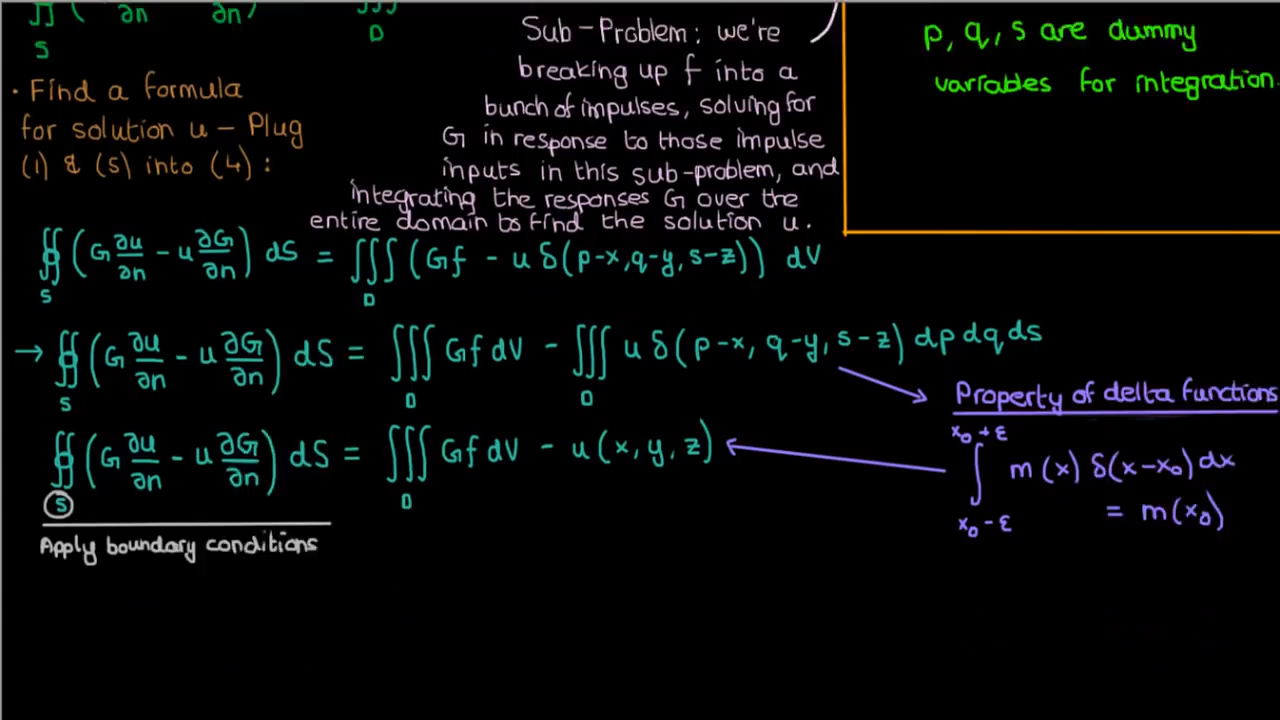 ∬ ( ∂n ∂n ) ∭
S D
· Find a formula
for solution u – Plug
(1) & (5) into (4) :
Sub-Problem: we're
breaking up f into a
bunch of impulses, solving for
G in response to those impulse
inputs in this sub-problem, and
integrating the responses G over the
entire domain to find the solution u.
p, q, s are dummy
variables for integration
∯_S (G ∂u/∂n − u ∂G/∂n) dS = ∭_D (Gf − u δ(p−x, q−y, s−z)) dV
→ ∯_S (G ∂u/∂n − u ∂G/∂n) dS = ∭_D Gf dV − ∭_D u δ(p−x, q−y, s−z) dp dq ds
∯_S (G ∂u/∂n − u ∂G/∂n) dS = ∭_D Gf dV − u(x, y, z)
Apply boundary conditions
Property of delta functions
∫_{x₀−ε}^{x₀+ε} m(x) δ(x−x₀) dx
= m(x₀)